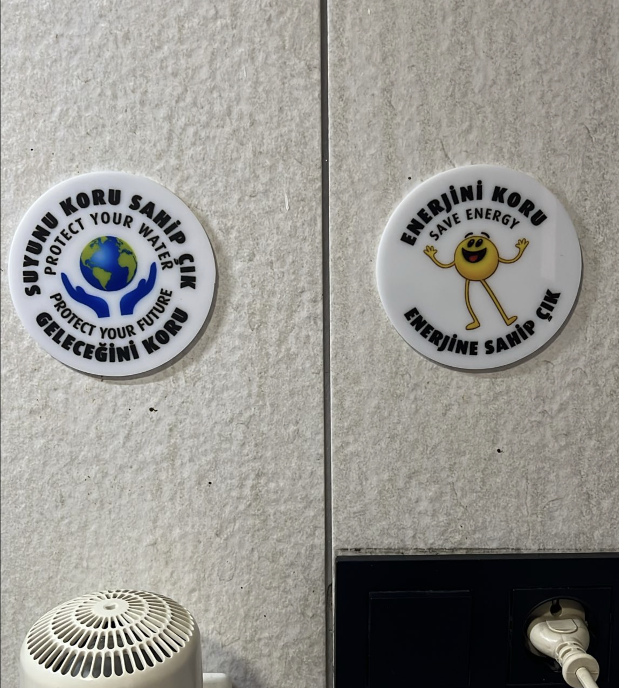 SUYUNU KORU SAHİP ÇIK
PROTECT YOUR WATER
PROTECT YOUR FUTURE
GELECEĞİNİ KORU
ENERJİNİ KORU
SAVE ENERGY
ENERJİNE SAHİP ÇIK